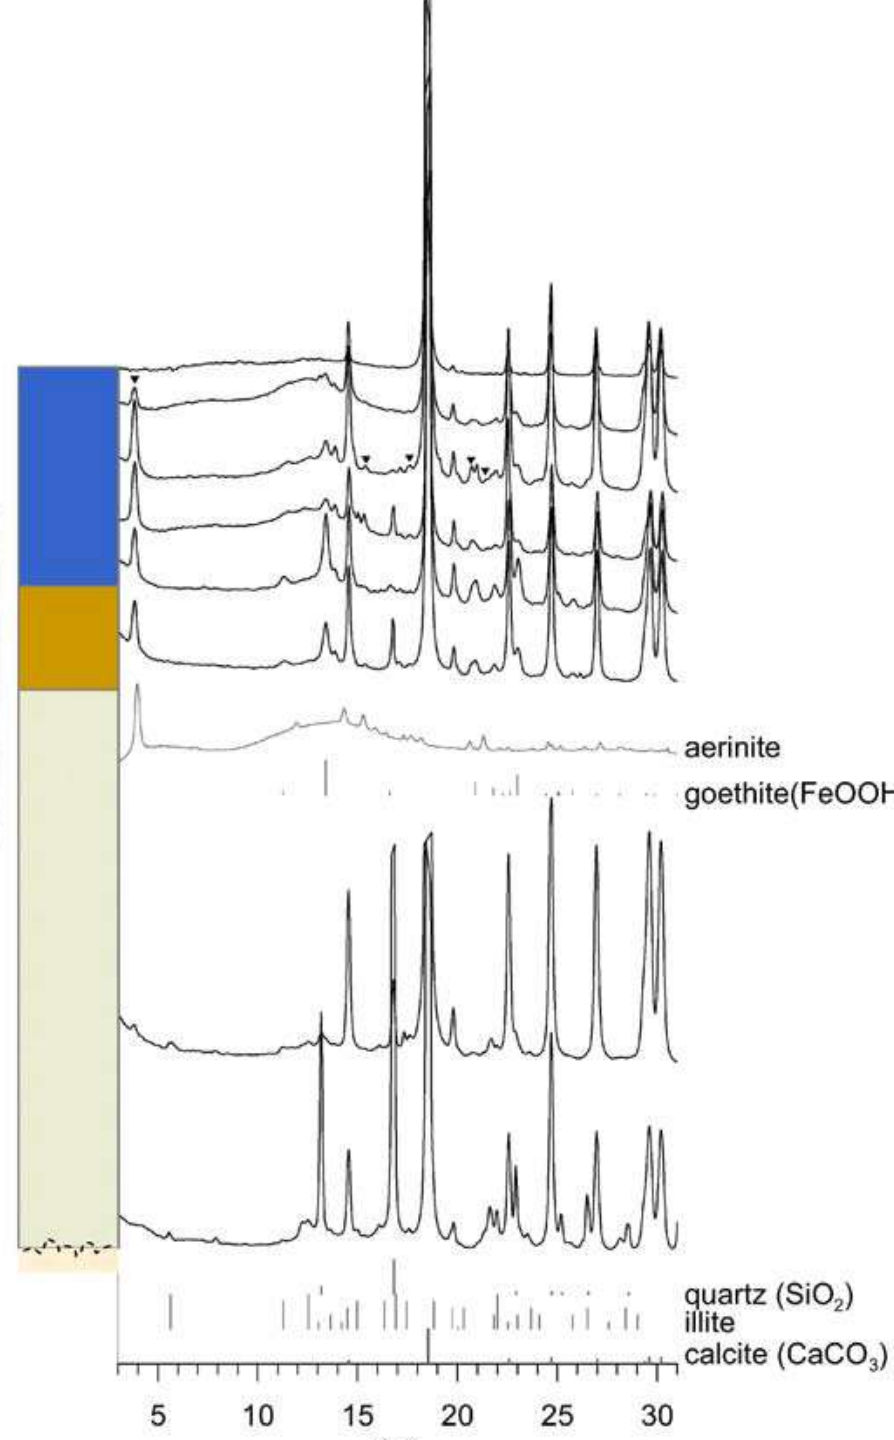 aerinite
goethite(FeOOH
quartz (SiO₂)
illite
calcite (CaCO₃)
5 10 15 20 25 30